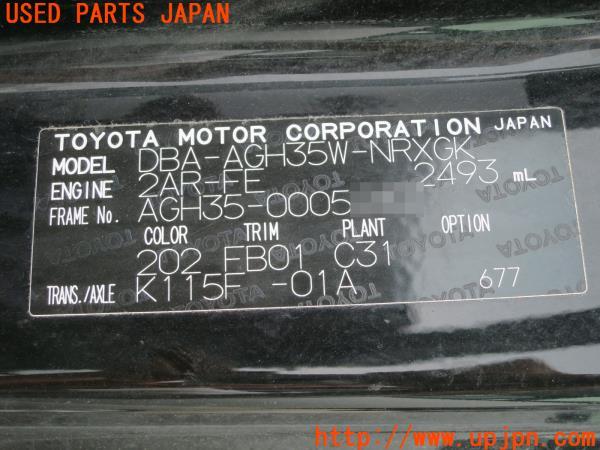 USED PARTS JAPAN
TOYOTA MOTOR CORPORATION JAPAN
MODEL DBA-AGH35W-NRXGK
ENGINE 2AR-FE 2493 mL
FRAME No. AGH35-0005
COLOR TRIM PLANT OPTION
202 FB01 C31
TRANS./AXLE K115F -01A 677
UPJ
http://www.upjpn.com